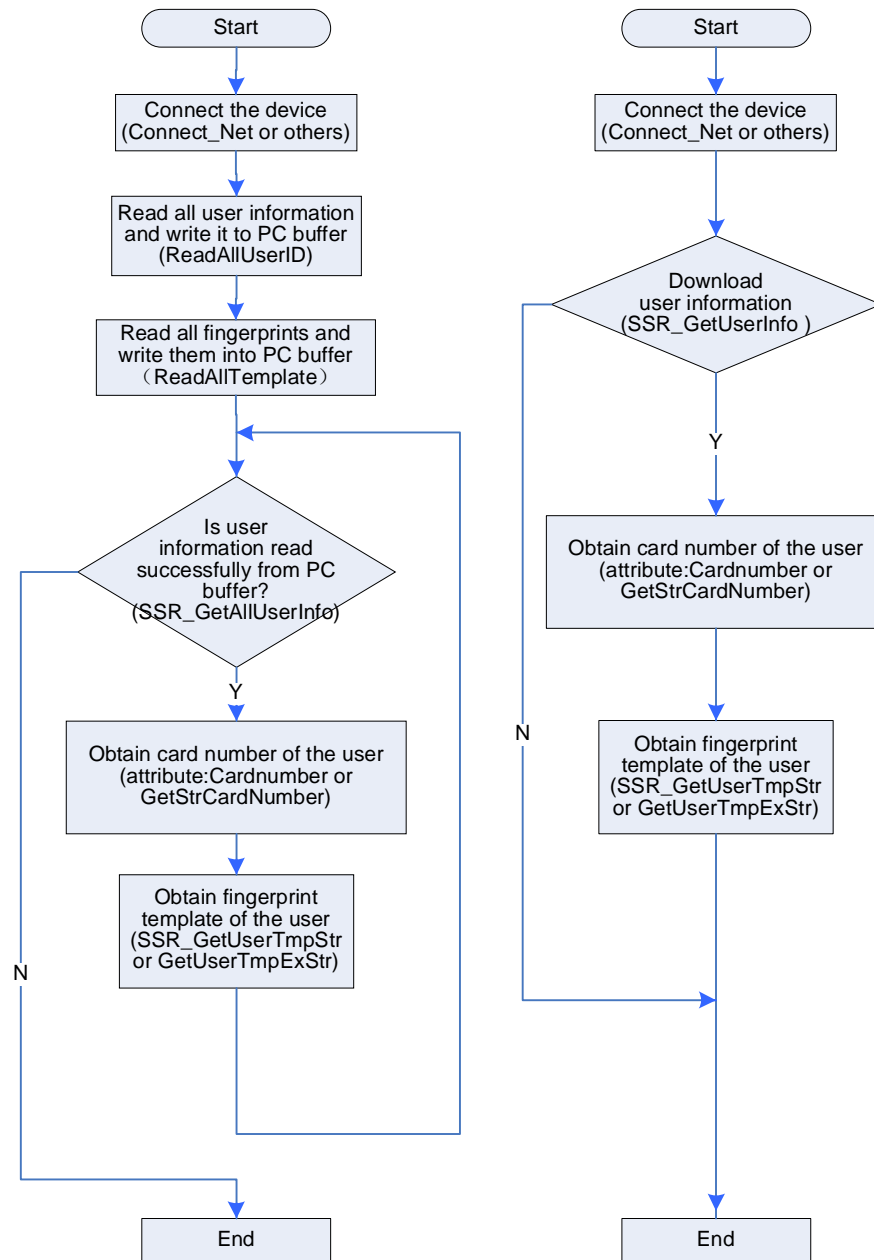 Start
Connect the device
(Connect_Net or others)
Read all user information
and write it to PC buffer
(ReadAllUserID)
Read all fingerprints and
write them into PC buffer
（ReadAllTemplate）
Is user
information read
successfully from PC
buffer?
(SSR_GetAllUserInfo)
Y
Obtain card number of the user
(attribute:Cardnumber or
GetStrCardNumber)
Obtain fingerprint
template of the user
(SSR_GetUserTmpStr
or GetUserTmpExStr)
N
End
Start
Connect the device
(Connect_Net or others)
Download
user information
(SSR_GetUserInfo )
Y
Obtain card number of the user
(attribute:Cardnumber or
GetStrCardNumber)
N
Obtain fingerprint
template of the user
(SSR_GetUserTmpStr
or GetUserTmpExStr)
End